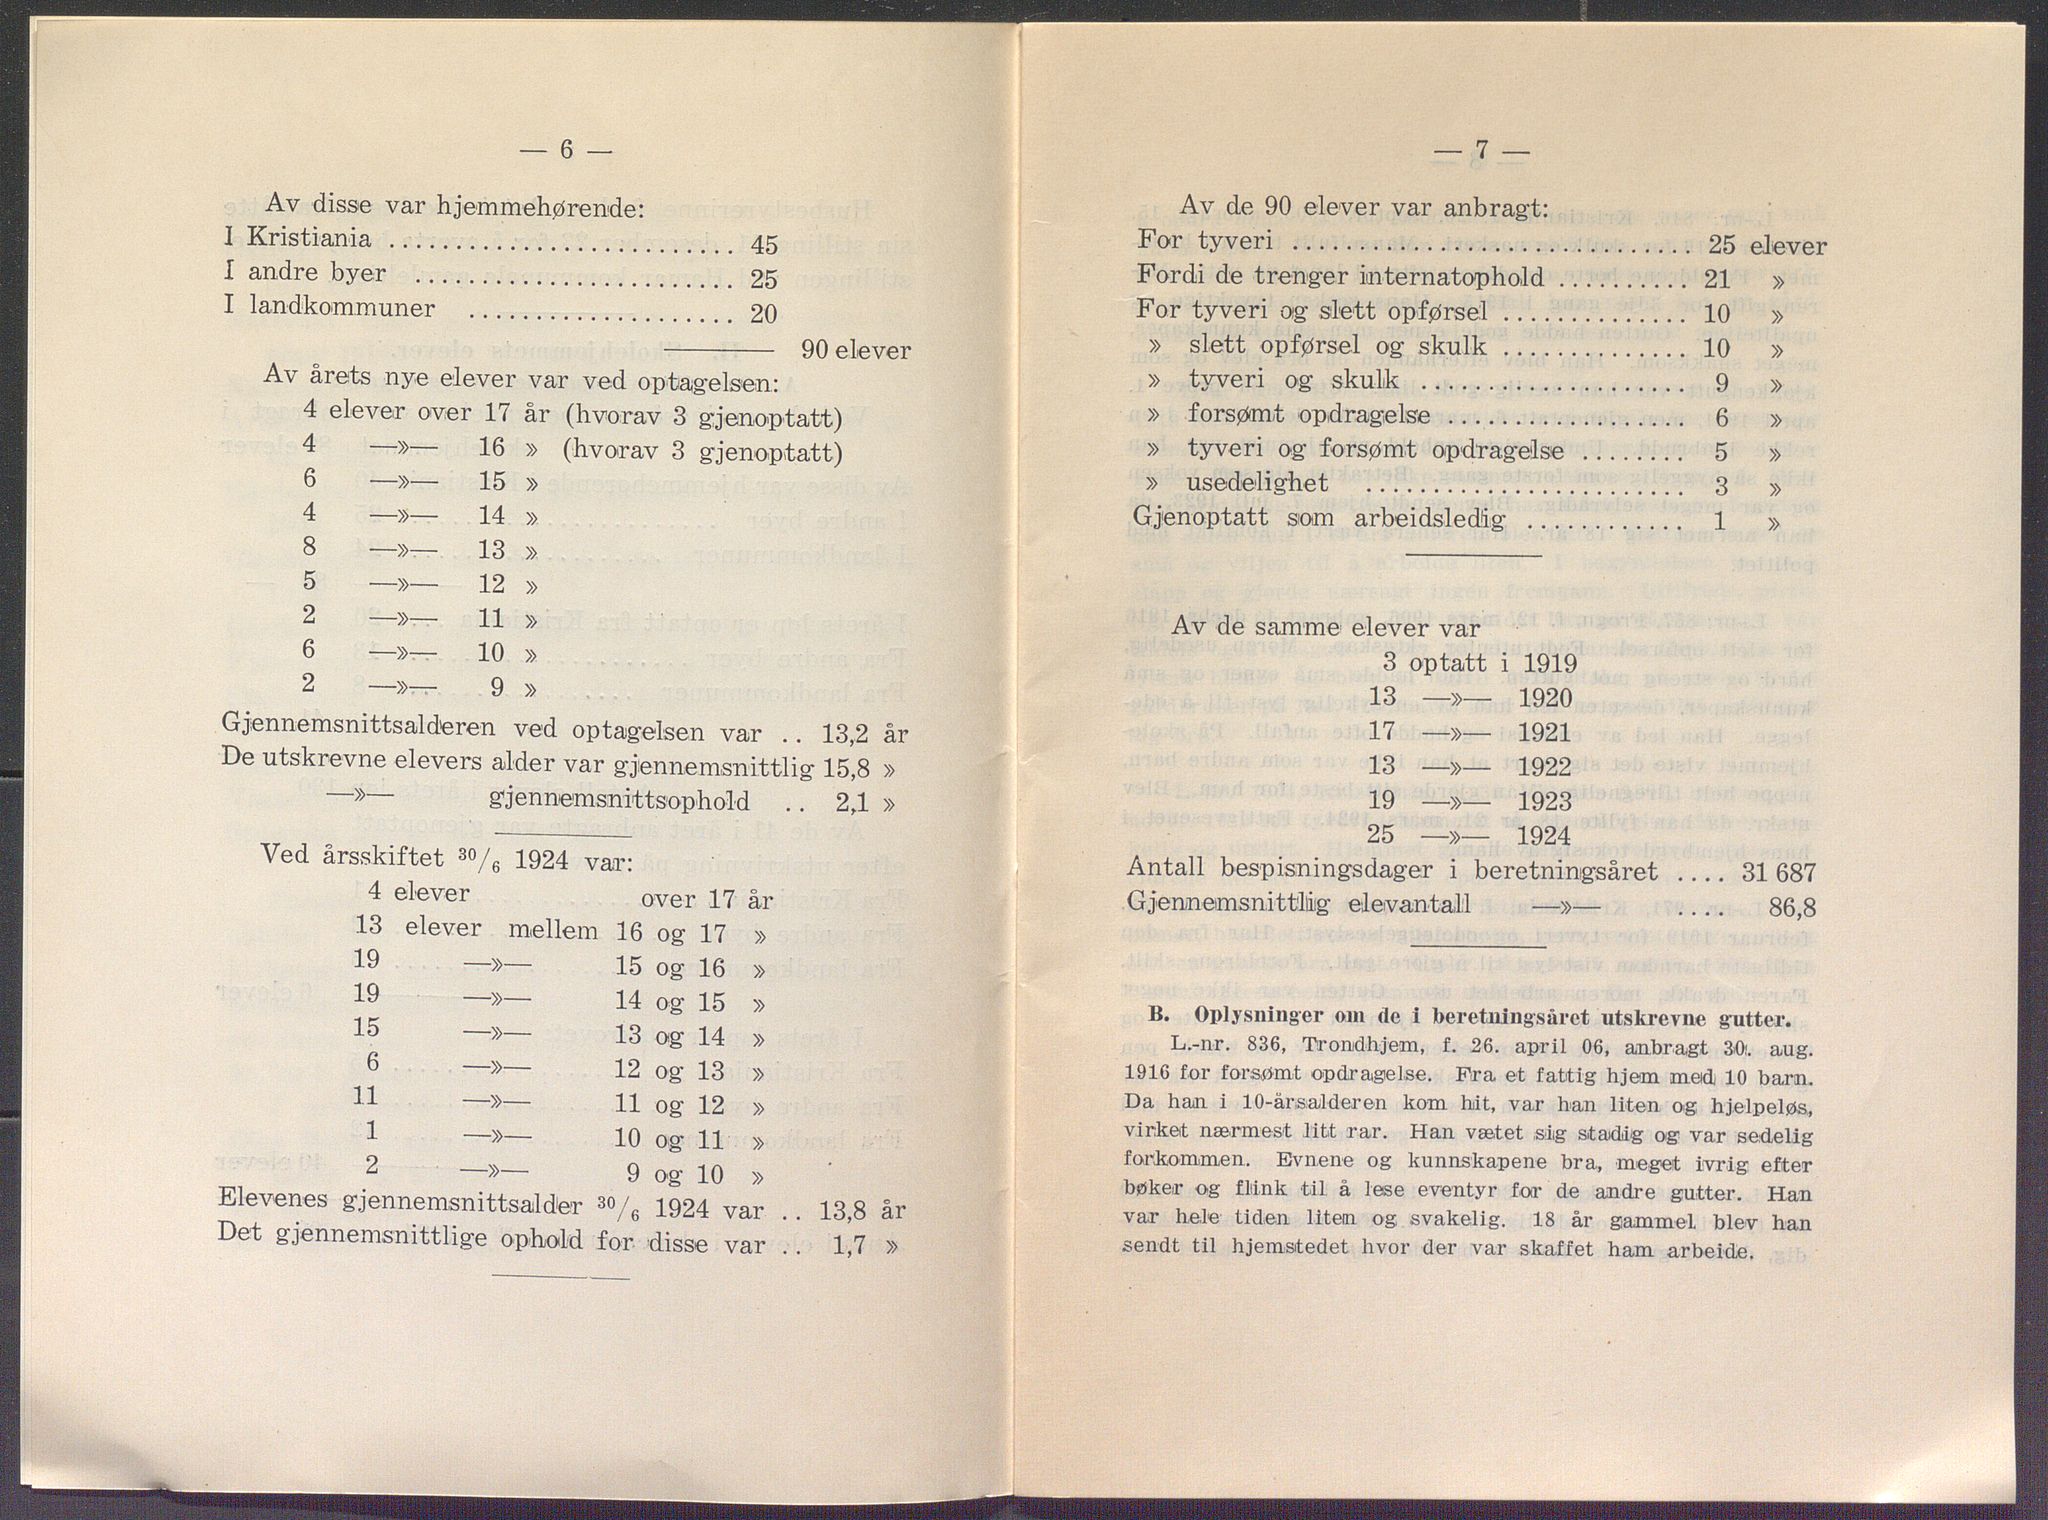 — 6 —
Av disse var hjemmehørende:
I Kristiania ........................... 45
I andre byer ......................... 25
I landkommuner .................... 20
——— 90 elever
Av årets nye elever var ved optagelsen:
4 elever over 17 år (hvorav 3 gjenoptatt)
4 —»— 16 » (hvorav 3 gjenoptatt)
6 —»— 15 »
4 —»— 14 »
8 —»— 13 »
5 —»— 12 »
2 —»— 11 »
6 —»— 10 »
2 —»— 9 »
Gjennemsnittsalderen ved optagelsen var .. 13,2 år
De utskrevne elevers alder var gjennemsnittlig 15,8 »
—»— gjennemsnittsophold .. 2,1 »
Ved årsskiftet 30/6 1924 var:
4 elever over 17 år
13 elever mellem 16 og 17 »
19 —»— 15 og 16 »
19 —»— 14 og 15 »
15 —»— 13 og 14 »
6 —»— 12 og 13 »
11 —»— 11 og 12 »
1 —»— 10 og 11 »
2 —»— 9 og 10 »
Elevenes gjennemsnittsalder 30/6 1924 var .. 13,8 år
Det gjennemsnittlige ophold for disse var .. 1,7 »
— 7 —
Av de 90 elever var anbragt:
For tyveri ............................. 25 elever
Fordi de trenger internatophold .......... 21 »
For tyveri og slett opførsel .............. 10 »
» slett opførsel og skulk .............. 10 »
» tyveri og skulk .................... 9 »
» forsømt opdragelse .................. 6 »
» tyveri og forsømt opdragelse ........ 5 »
» usedelighet ........................ 3 »
Gjenoptatt som arbeidsledig ............ 1 »
Av de samme elever var
3 optatt i 1919
13 —»— 1920
17 —»— 1921
13 —»— 1922
19 —»— 1923
25 —»— 1924
Antall bespisningsdager i beretningsåret .... 31 687
Gjennemsnittlig elevantall —»— .... 86,8
B. Oplysninger om de i beretningsåret utskrevne gutter.
L.-nr. 836, Trondhjem, f. 26. april 06, anbragt 30. aug.
1916 for forsømt opdragelse. Fra et fattig hjem med 10 barn.
Da han i 10-årsalderen kom hit, var han liten og hjelpeløs,
virket nærmest litt rar. Han vætet sig stadig og var sedelig
forkommen. Evnene og kunnskapene bra, meget ivrig efter
bøker og flink til å lese eventyr for de andre gutter. Han
var hele tiden liten og svakelig. 18 år gammel blev han
sendt til hjemstedet hvor der var skaffet ham arbeide.